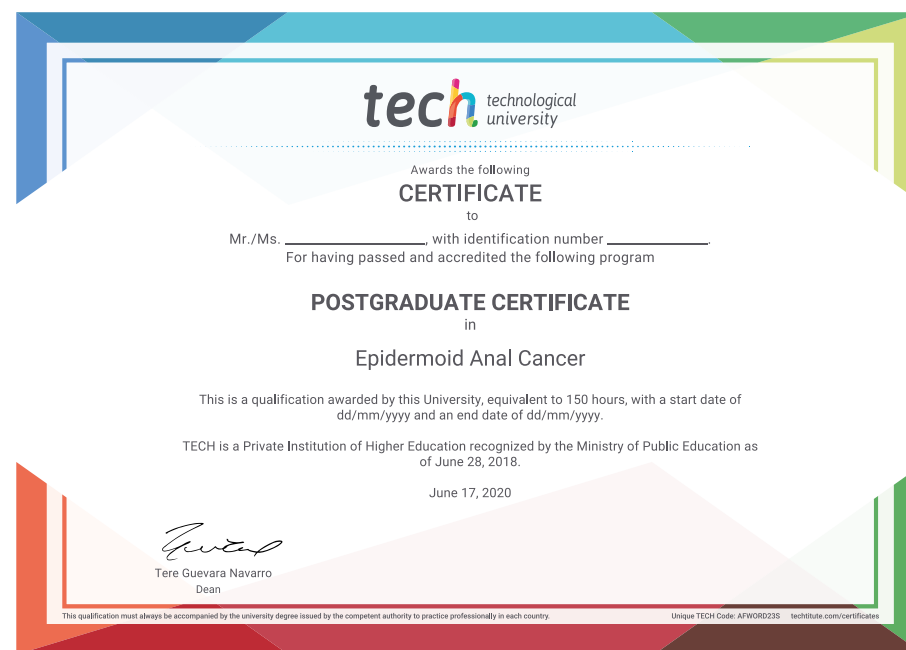 tech technological
university
Awards the following
CERTIFICATE
to
Mr./Ms. ____________________, with identification number ______________.
For having passed and accredited the following program
POSTGRADUATE CERTIFICATE
in
Epidermoid Anal Cancer
This is a qualification awarded by this University, equivalent to 150 hours, with a start date of
dd/mm/yyyy and an end date of dd/mm/yyyy.
TECH is a Private Institution of Higher Education recognized by the Ministry of Public Education as
of June 28, 2018.
June 17, 2020
Tere Guevara Navarro
Dean
This qualification must always be accompanied by the university degree issued by the competent authority to practice professionally in each country. Unique TECH Code: AFWORD23S techtitute.com/certificates